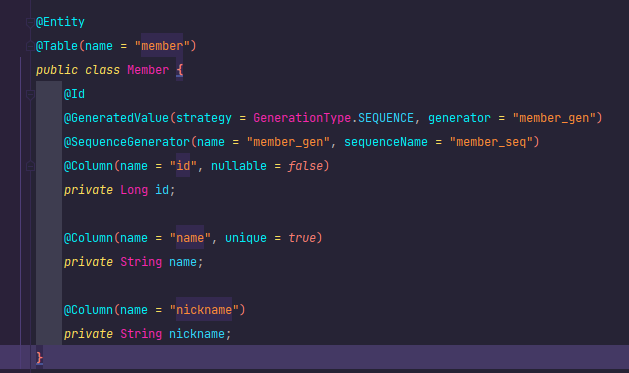 @Entity
@Table(name = "member")
public class Member {
@Id
@GeneratedValue(strategy = GenerationType.SEQUENCE, generator = "member_gen")
@SequenceGenerator(name = "member_gen", sequenceName = "member_seq")
@Column(name = "id", nullable = false)
private Long id;
@Column(name = "name", unique = true)
private String name;
@Column(name = "nickname")
private String nickname;
}